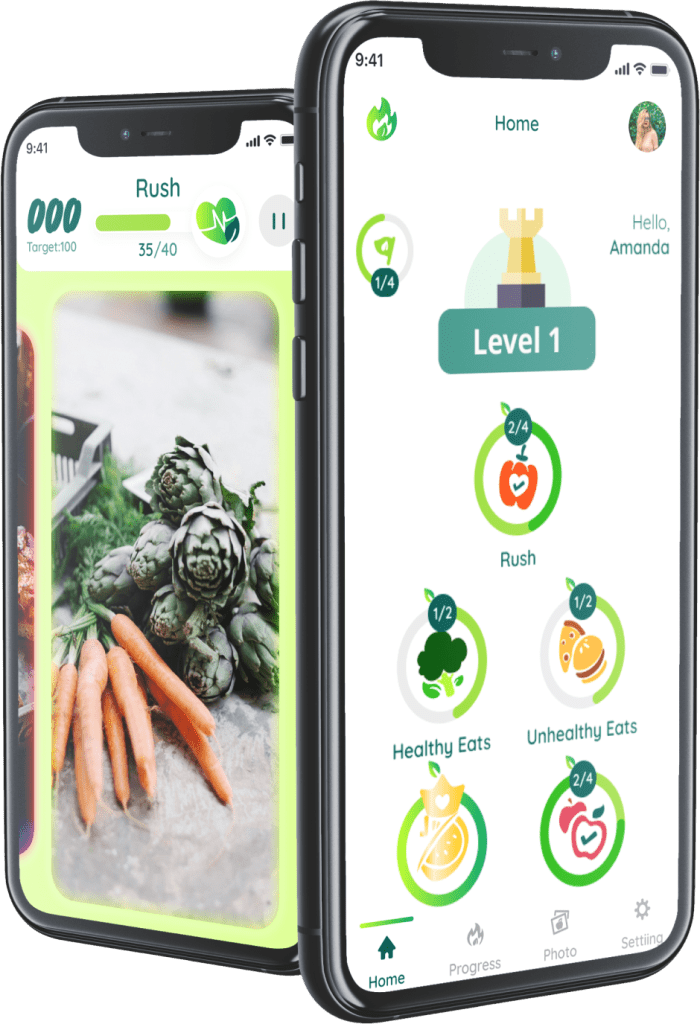 9:41
Rush
000
Target:100
35/40
9:41
Home
Hello,
Amanda
9
1/4
Level 1
2/4
Rush
1/2
1/2
Healthy Eats
Unhealthy Eats
2/4
Home
Progress
Photo
Settiing